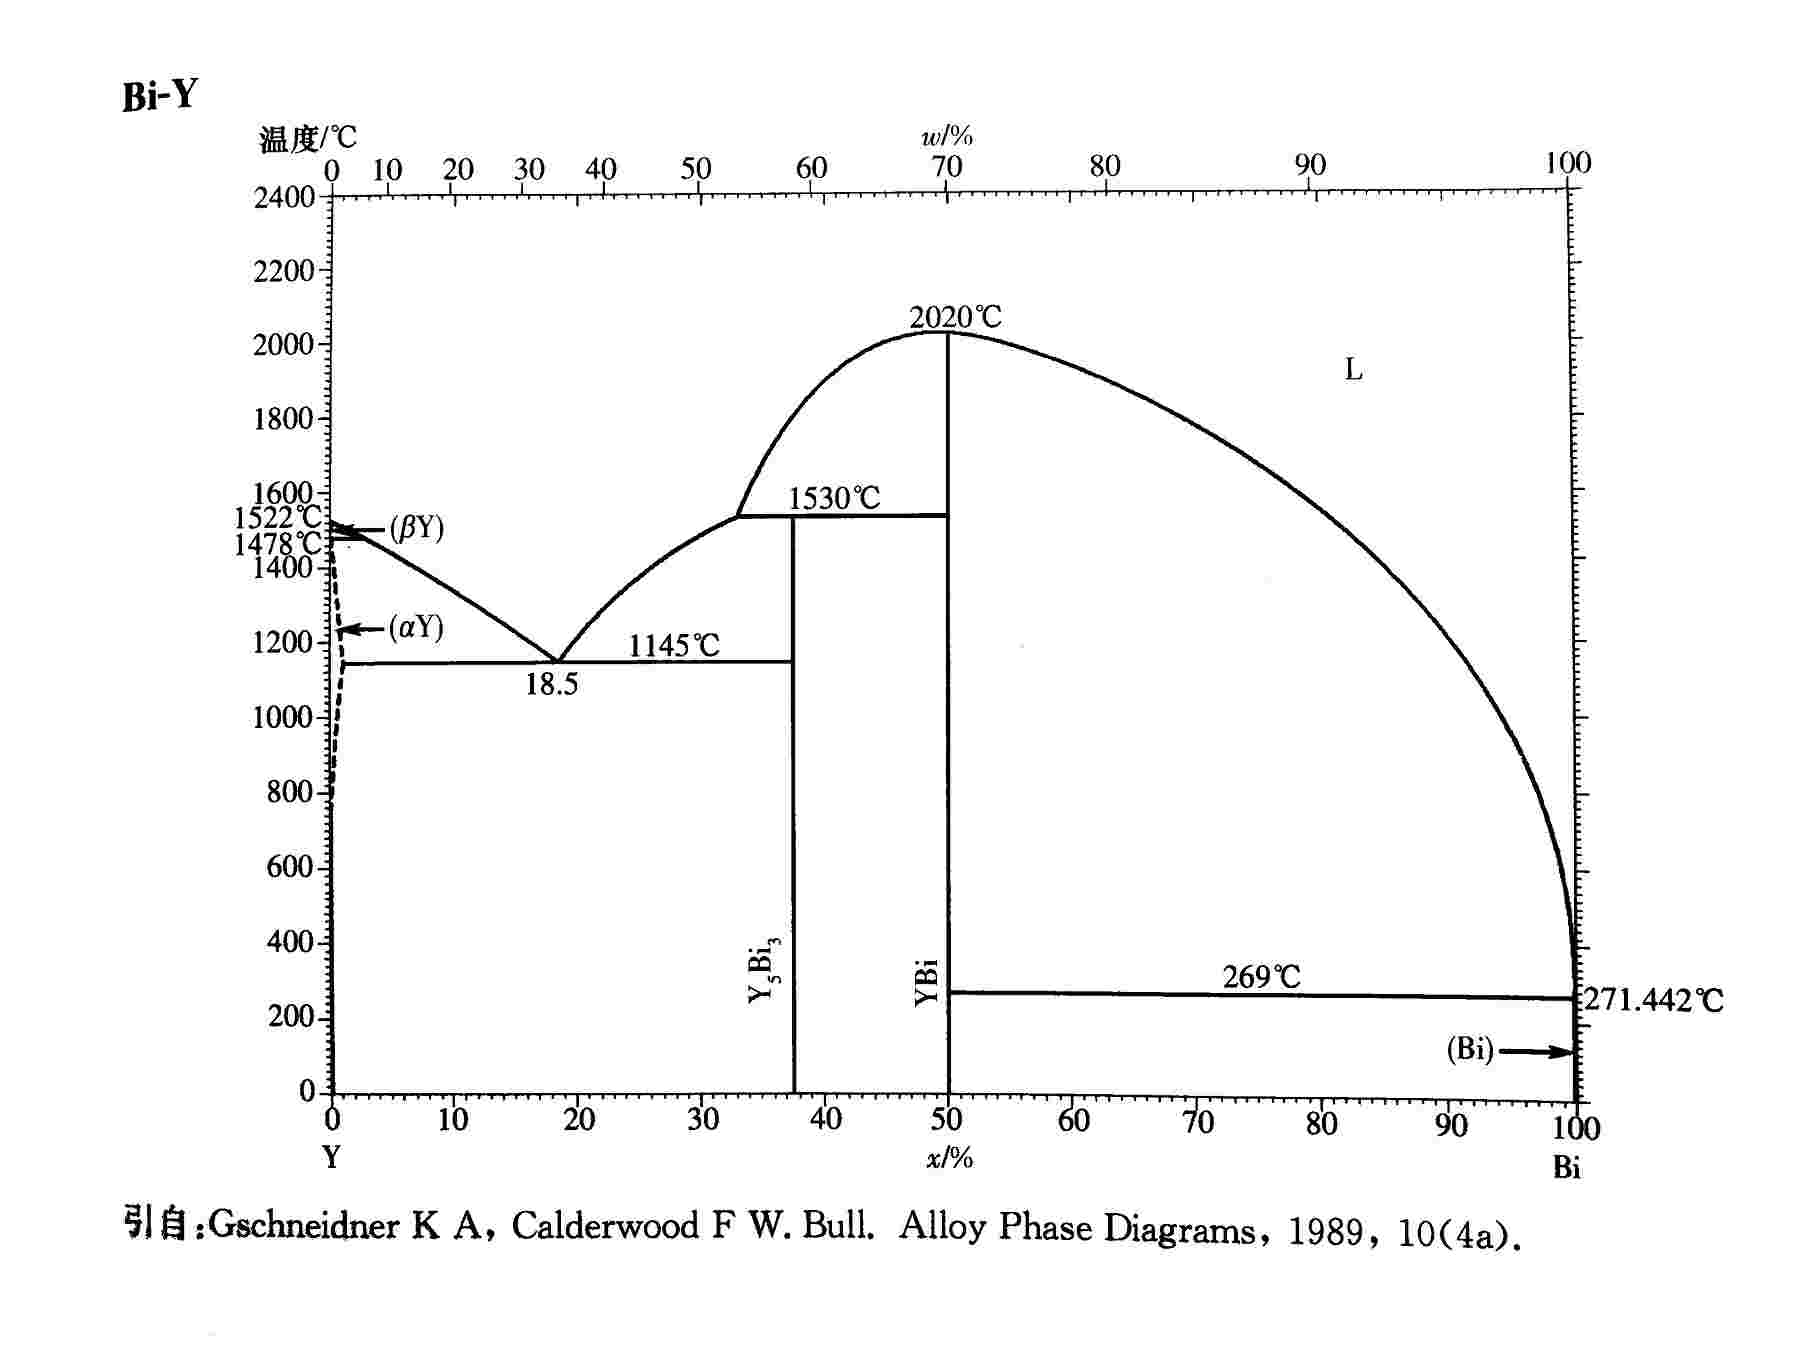 Bi-Y
温度/℃
w/%
0 10 20 30 40 50 60 70 80 90 100
2400
2200
2020℃
2000
L
1800
1600
1530℃
1522℃
(βY)
1478℃
1400
(αY)
1200
1145℃
18.5
1000
800
600
400
Y₅Bi₃
YBi
269℃
271.442℃
200
(Bi)
0
0 10 20 30 40 50 60 70 80 90 100
Y
x/%
Bi
引自:Gschneidner K A, Calderwood F W. Bull. Alloy Phase Diagrams, 1989, 10(4a).